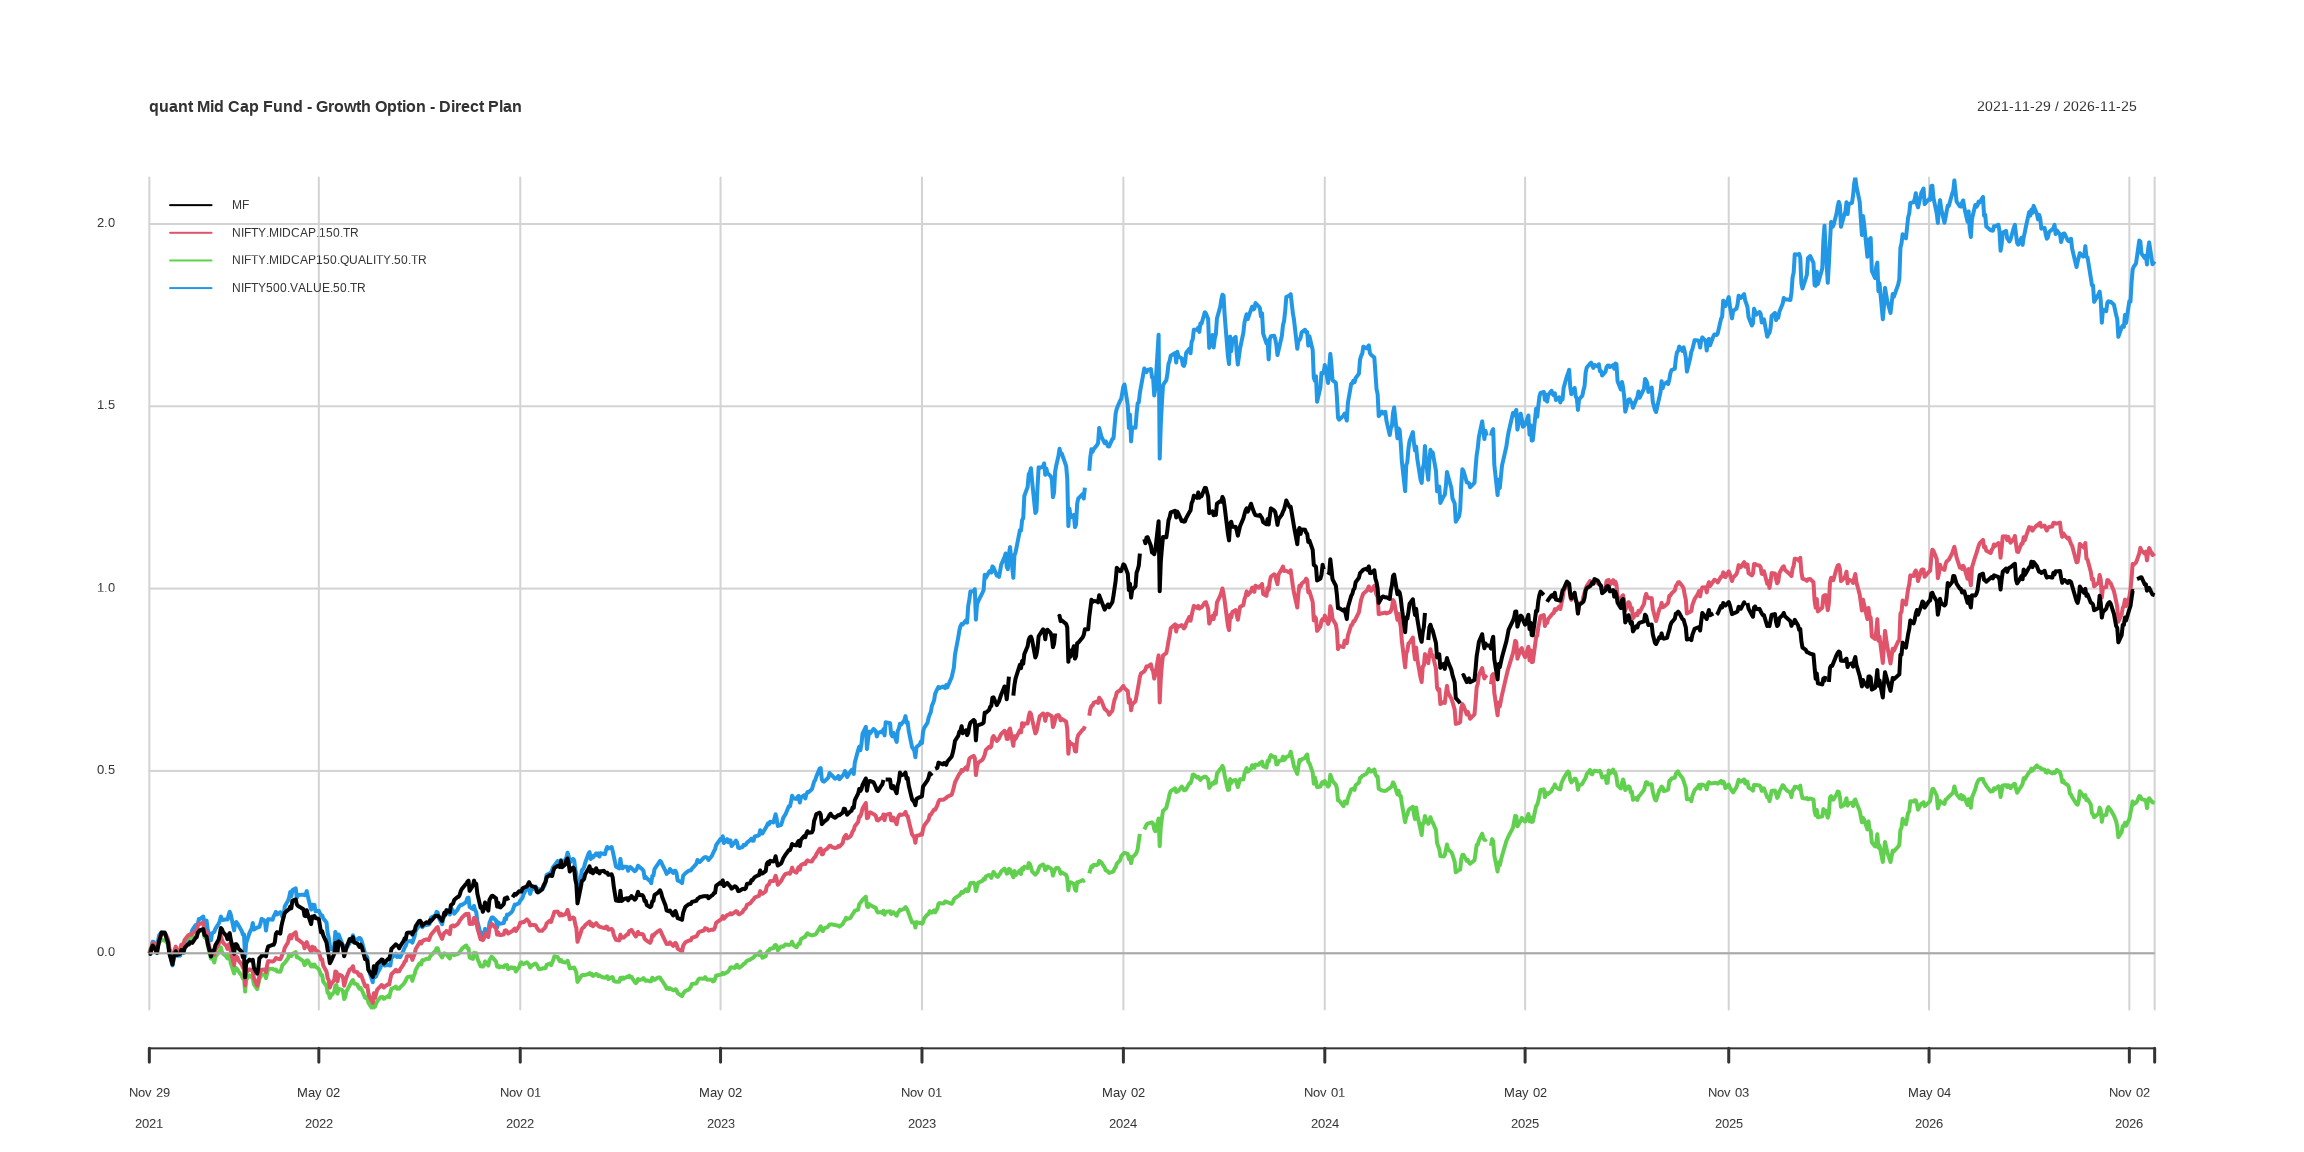 quant Mid Cap Fund - Growth Option - Direct Plan
2021-11-29 / 2026-11-25
MF
NIFTY.MIDCAP.150.TR
NIFTY.MIDCAP150.QUALITY.50.TR
NIFTY500.VALUE.50.TR
2.0
1.5
1.0
0.5
0.0
Nov 29 May 02 Nov 01 May 02 Nov 01 May 02 Nov 01 May 02 Nov 03 May 04 Nov 02
2021 2022 2022 2023 2023 2024 2024 2025 2025 2026 2026